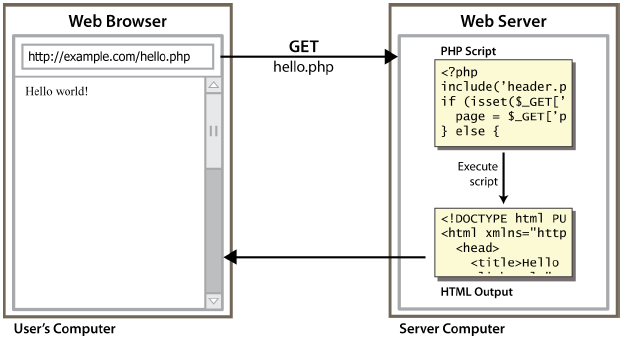 Web Browser
http://example.com/hello.php
Hello world!
User's Computer
GET
hello.php
Web Server
PHP Script
<?php
include('header.p
if (isset($_GET['
page = $_GET['p
} else {
Execute
script
<!DOCTYPE html PU
<html xmlns="http
<head>
<title>Hello
HTML Output
Server Computer